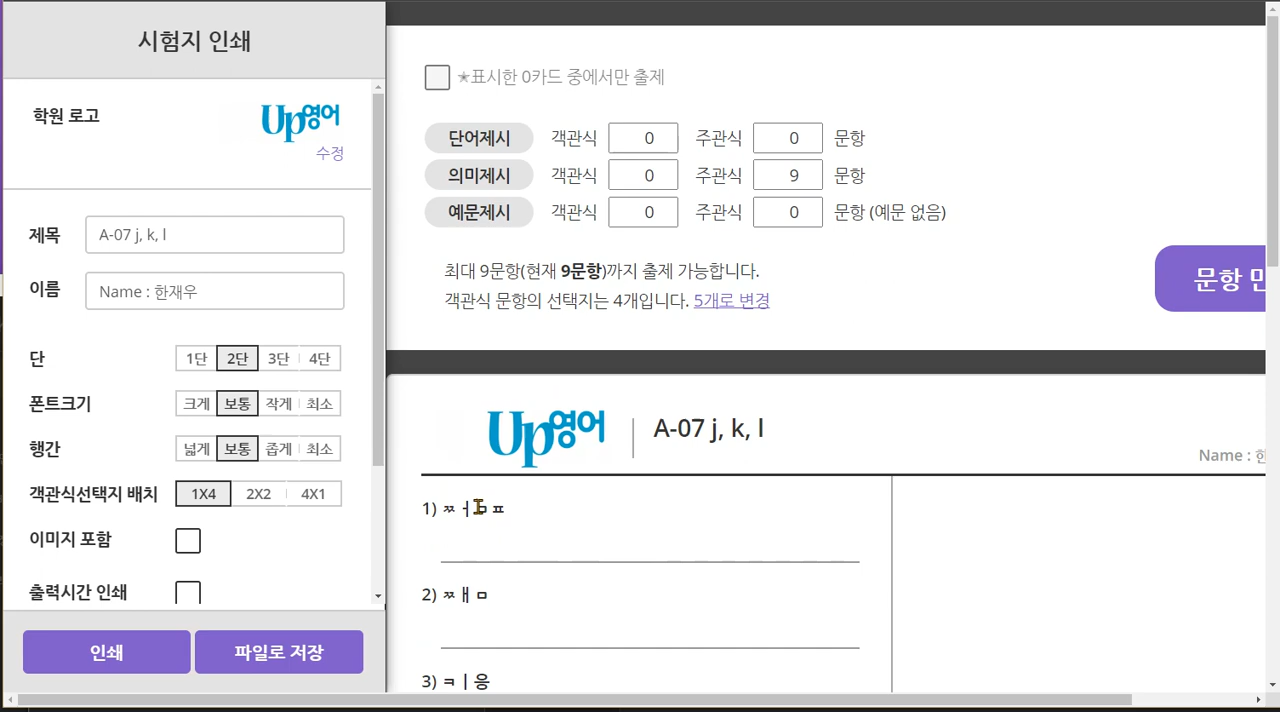 시험지 인쇄
학원 로고
Up영어
수정
제목 A-07 j, k, l
이름 Name : 한재우
단 1단 2단 3단 4단
폰트크기 크게 보통 작게 최소
행간 넓게 보통 좁게 최소
객관식선택지 배치 1X4 2X2 4X1
이미지 포함
출력시간 인쇄
인쇄 파일로 저장
★표시한 0카드 중에서만 출제
단어제시 객관식 0 주관식 0 문항
의미제시 객관식 0 주관식 9 문항
예문제시 객관식 0 주관식 0 문항 (예문 없음)
최대 9문항(현재 9문항)까지 출제 가능합니다.
객관식 문항의 선택지는 4개입니다. 5개로 변경
문항 만
Up영어 A-07 j, k, l
Name : 한
1) ㅉㅓㅁㅍ
2) ㅉㅐㅁ
3) ㅋㅣ응